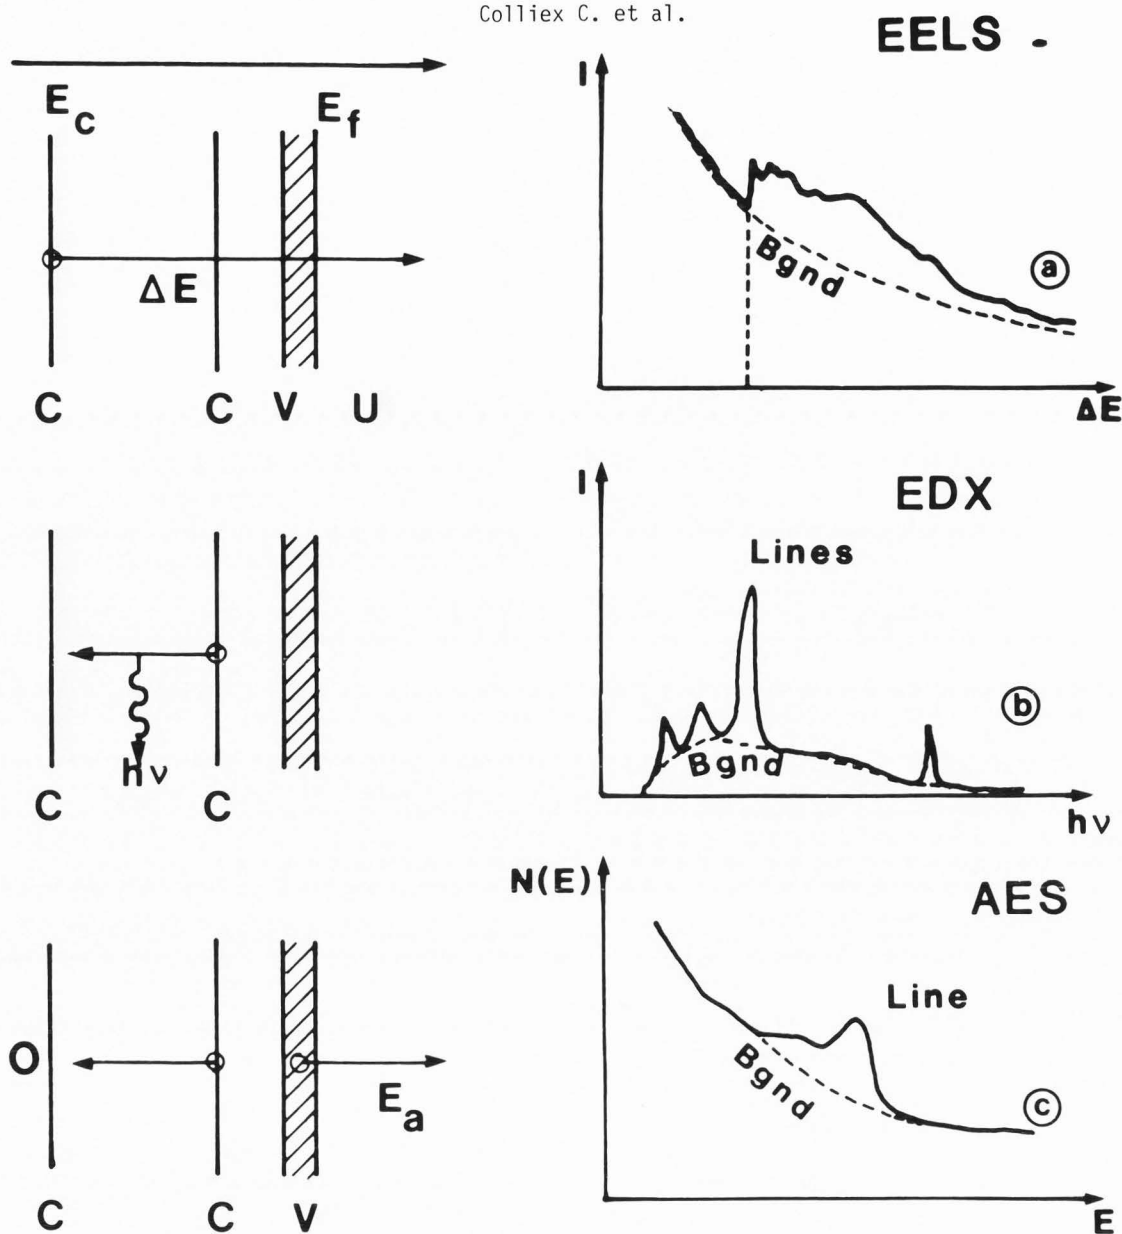 Colliex C. et al.
EELS
I
E_c
E_f
ΔE
Bgnd
a
C C V U
ΔE
I
EDX
Lines
Bgnd
b
hν
C C
hν
N(E)
AES
Line
O
E_a
Bgnd
c
C C V
E